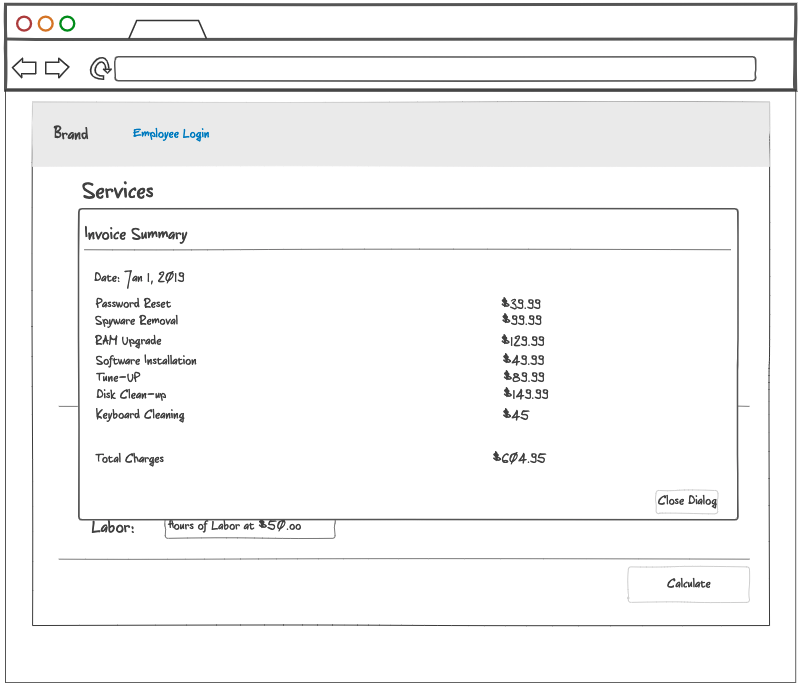 Brand Employee Login
Services
Invoice Summary
Date: Jan 1, 2019
Password Reset $39.99
Spyware Removal $99.99
RAM Upgrade $129.99
Software Installation $49.99
Tune-UP $89.99
Disk Clean-up $149.99
Keyboard Cleaning $45
Total Charges $604.95
Close Dialog
Labor: Hours of Labor at $50.00
Calculate